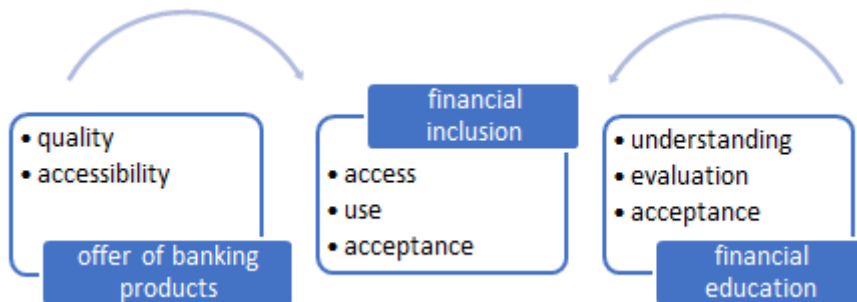 • quality
• accessibility
offer of banking
products
financial
inclusion
• access
• use
• acceptance
• understanding
• evaluation
• acceptance
financial
education